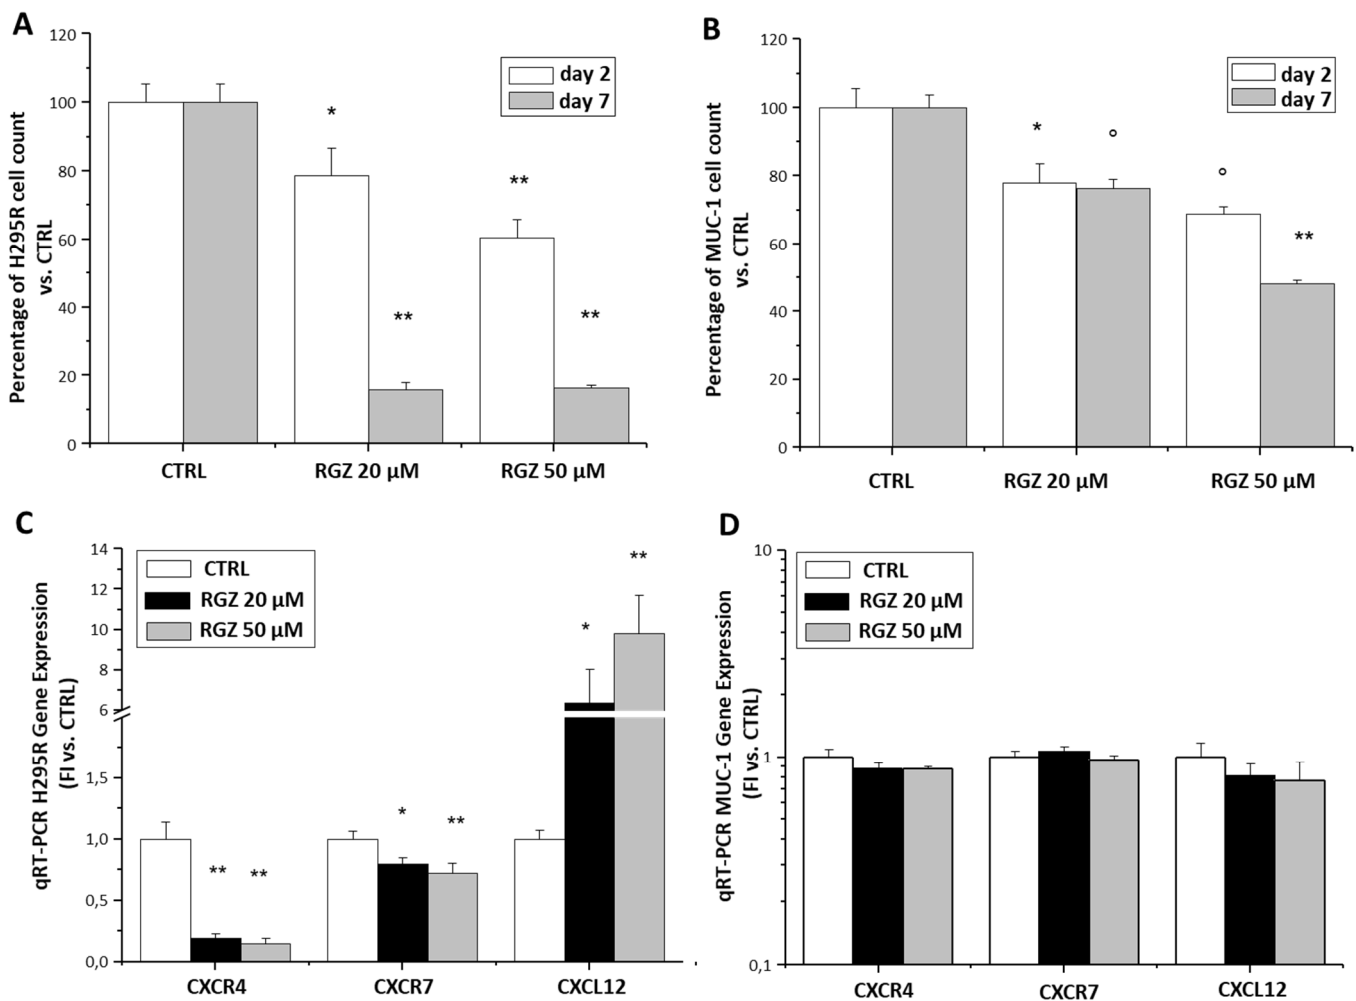 A
Percentage of H295R cell count
vs. CTRL
120
100
80
60
40
20
0
day 2
day 7
*
**
**
**
CTRL
RGZ 20 µM
RGZ 50 µM
B
Percentage of MUC-1 cell count
vs. CTRL
120
100
80
60
40
20
0
day 2
day 7
*
°
°
**
CTRL
RGZ 20 µM
RGZ 50 µM
C
qRT-PCR H295R Gene Expression
(FI vs. CTRL)
14
12
10
8
6
1,5
1,0
0,5
0,0
CTRL
RGZ 20 µM
RGZ 50 µM
**
**
*
**
*
**
CXCR4
CXCR7
CXCL12
D
qRT-PCR MUC-1 Gene Expression
(FI vs. CTRL)
10
1
0,1
CTRL
RGZ 20 µM
RGZ 50 µM
CXCR4
CXCR7
CXCL12